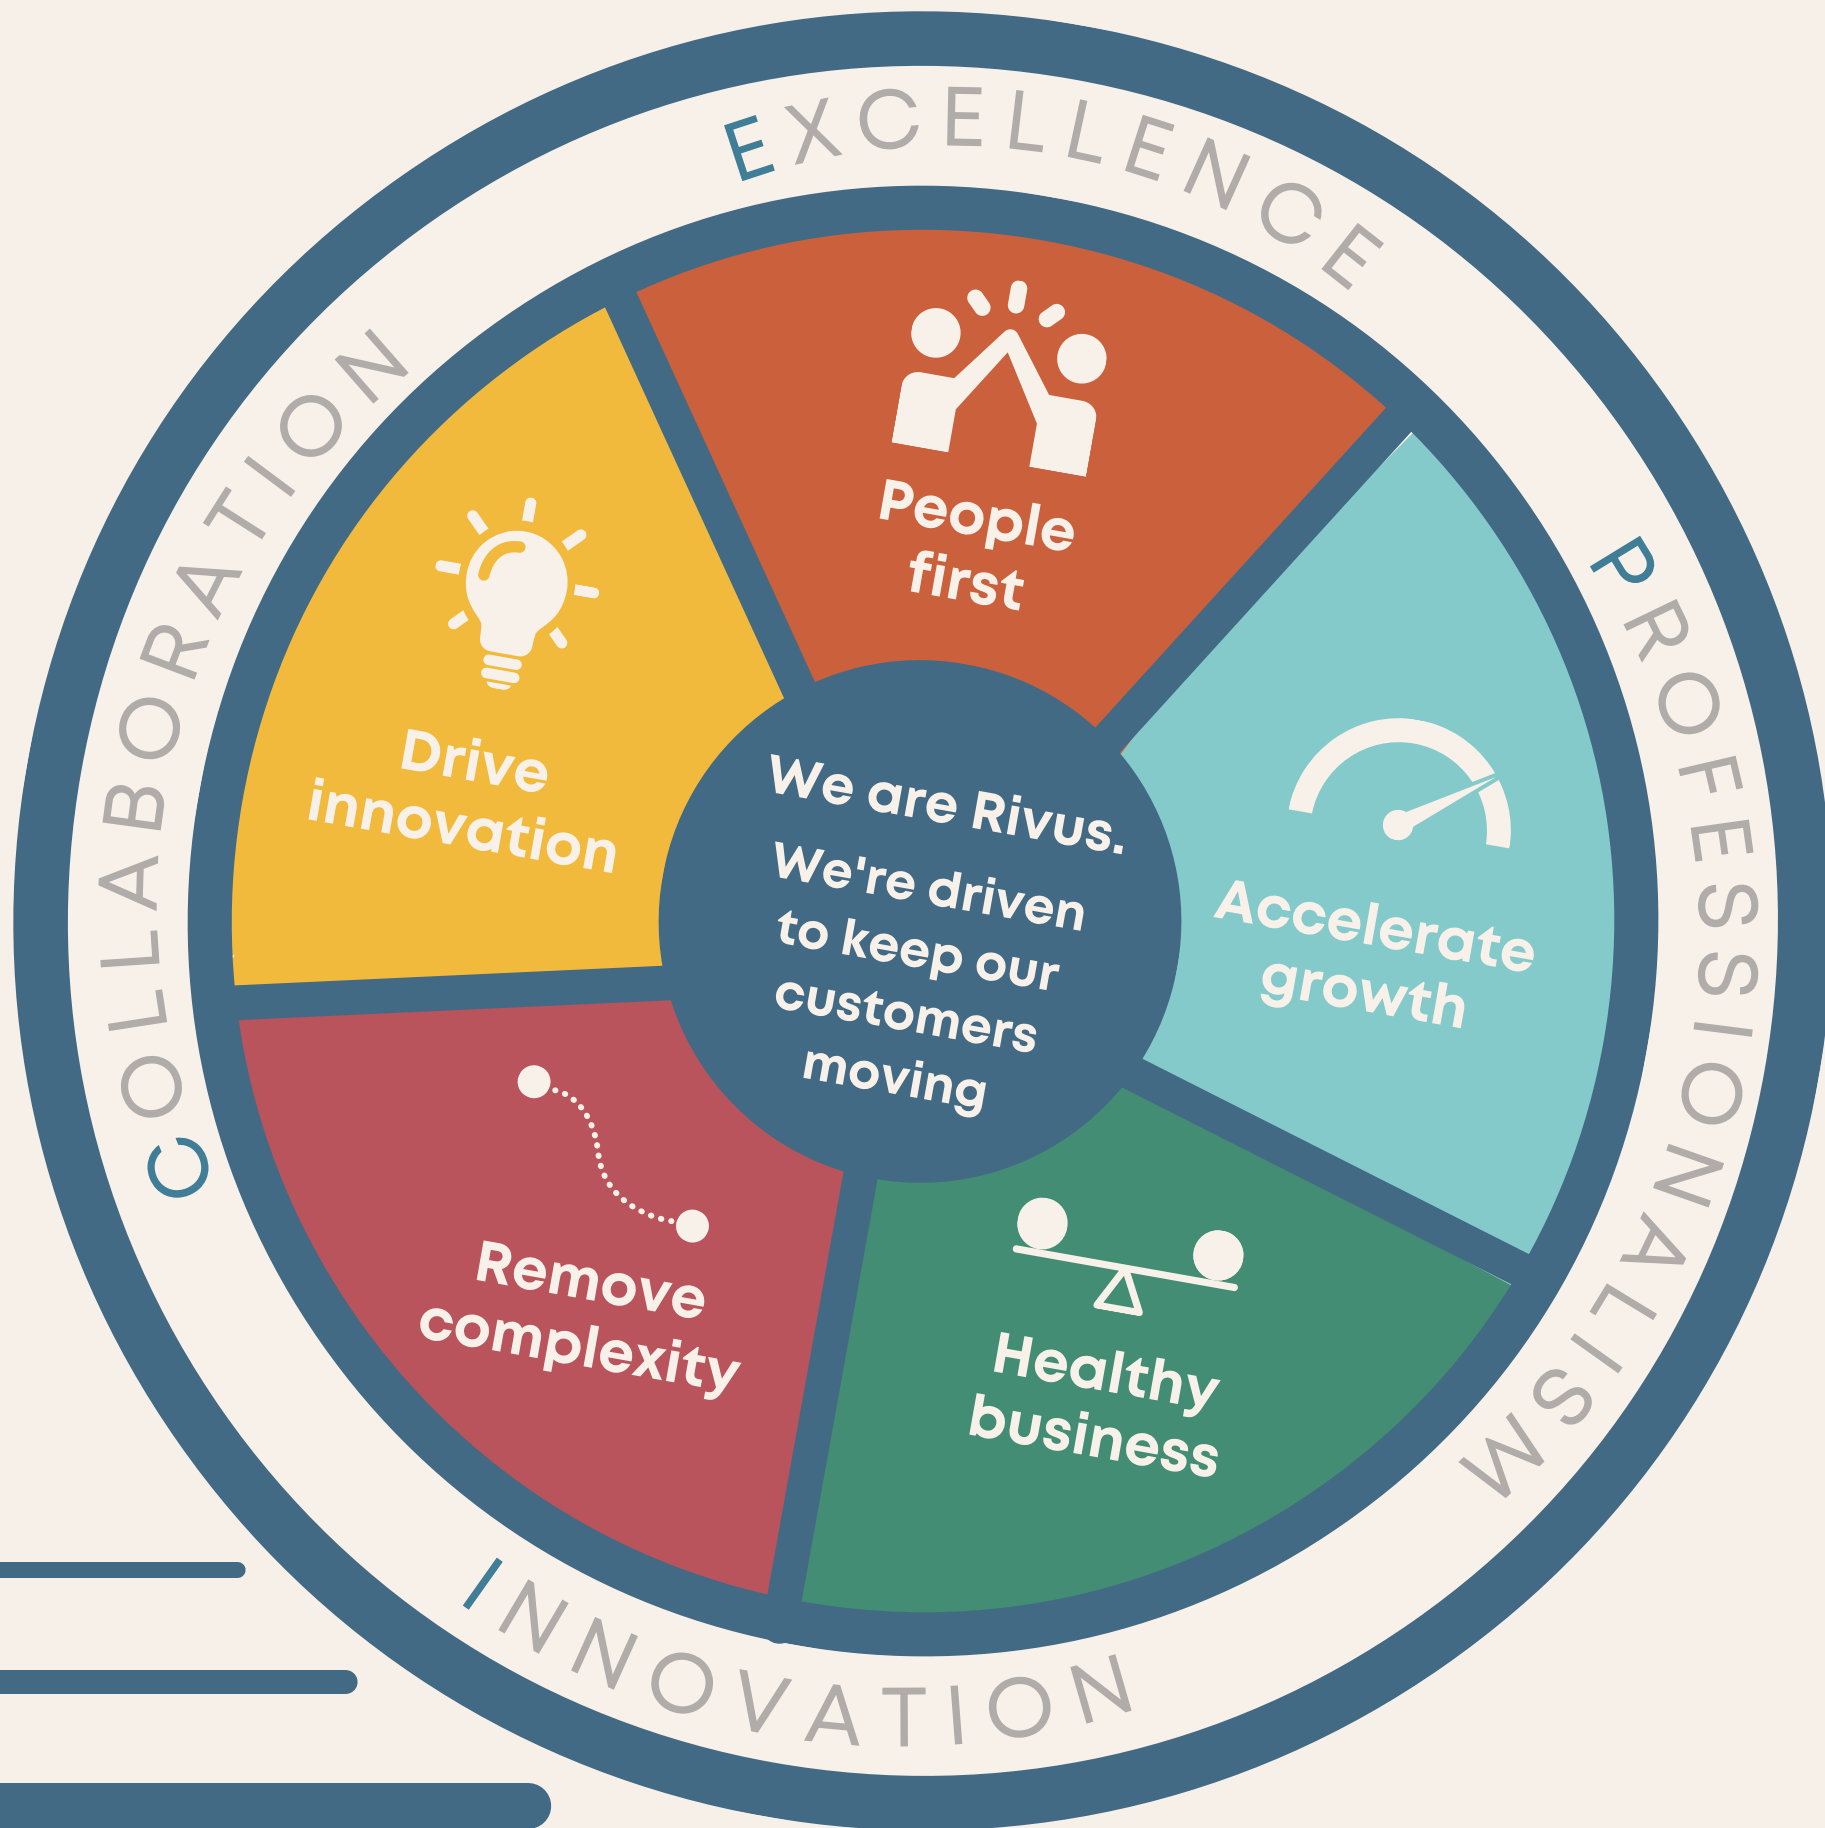 EXCELLENCE
PROFESSIONALISM
INNOVATION
COLLABORATION
People
first
Accelerate
growth
Healthy
business
Remove
complexity
Drive
innovation
We are Rivus.
We're driven
to keep our
customers
moving